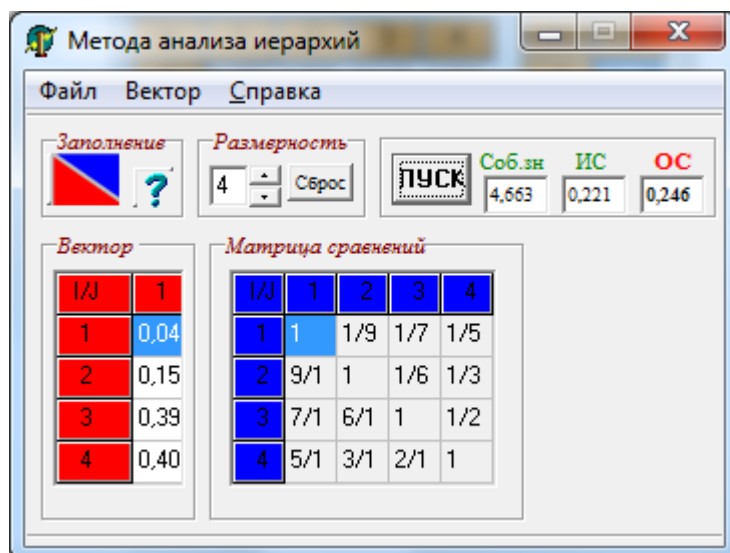 Метода анализа иерархий
Файл Вектор Справка
Заполнение Размерность
? 4 Сброс ПУСК Соб.зн ИС ОС
4,663 0,221 0,246
Вектор Матрица сравнений
I/J 1 I/J 1 2 3 4
1 0,04 1 1 1/9 1/7 1/5
2 0,15 2 9/1 1 1/6 1/3
3 0,39 3 7/1 6/1 1 1/2
4 0,40 4 5/1 3/1 2/1 1